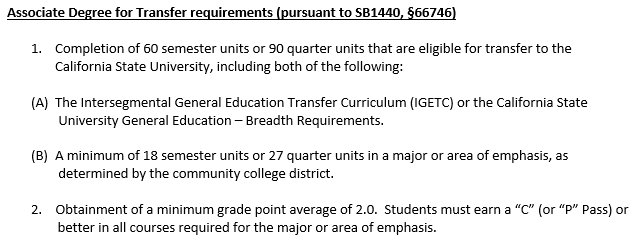 Associate Degree for Transfer requirements (pursuant to SB1440, §66746)
1. Completion of 60 semester units or 90 quarter units that are eligible for transfer to the
California State University, including both of the following:
(A) The Intersegmental General Education Transfer Curriculum (IGETC) or the California State
University General Education – Breadth Requirements.
(B) A minimum of 18 semester units or 27 quarter units in a major or area of emphasis, as
determined by the community college district.
2. Obtainment of a minimum grade point average of 2.0. Students must earn a “C” (or “P” Pass) or
better in all courses required for the major or area of emphasis.